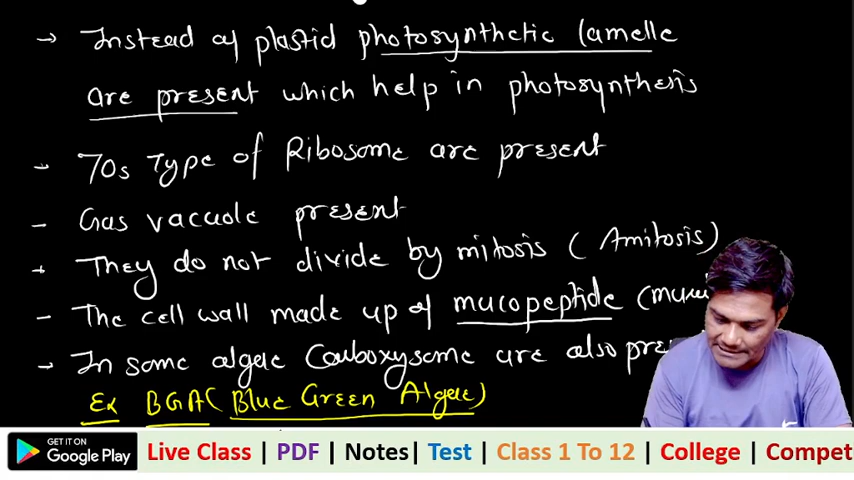 → Instead of plastid photosynthetic lamelle
are present which help in photosynthesis
- 70s Type of Ribosome are present
- Gas vacuole present
- They do not divide by mitosis (Amitosis)
- The cell wall made up of mucopeptide
- In some algae Carboxysome are also
Ex BGA (Blue Green Algae)
GET IT ON
Google Play
Live Class | PDF | Notes | Test | Class 1 To 12 | College | Compet